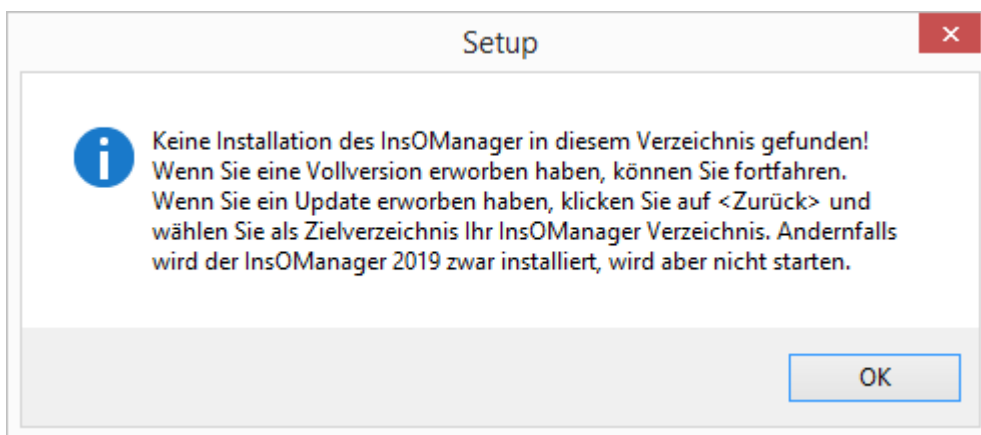 Setup
Keine Installation des InsOManager in diesem Verzeichnis gefunden!
Wenn Sie eine Vollversion erworben haben, können Sie fortfahren.
Wenn Sie ein Update erworben haben, klicken Sie auf <Zurück> und
wählen Sie als Zielverzeichnis Ihr InsOManager Verzeichnis. Andernfalls
wird der InsOManager 2019 zwar installiert, wird aber nicht starten.
OK